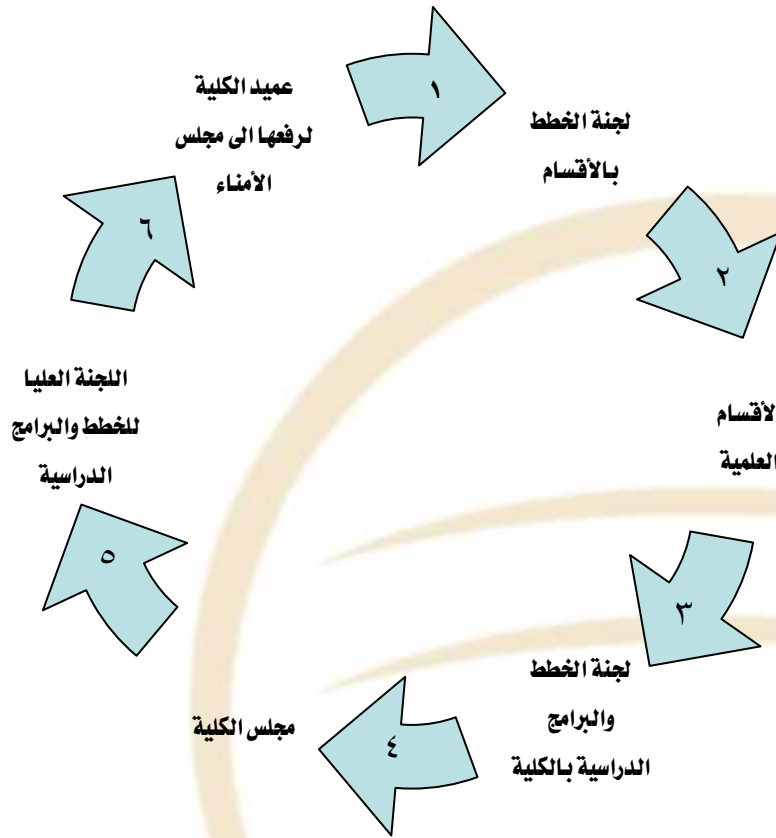 ١
لجنة الخطط
بالأقسام
٢
لأقسام
العلمية
٣
لجنة الخطط
والبرامج
الدراسية بالكلية
٤
مجلس الكلية
٥
اللجنة العليا
للخطط والبرامج
الدراسية
٦
عميد الكلية
لرفعها الى مجلس
الأمناء